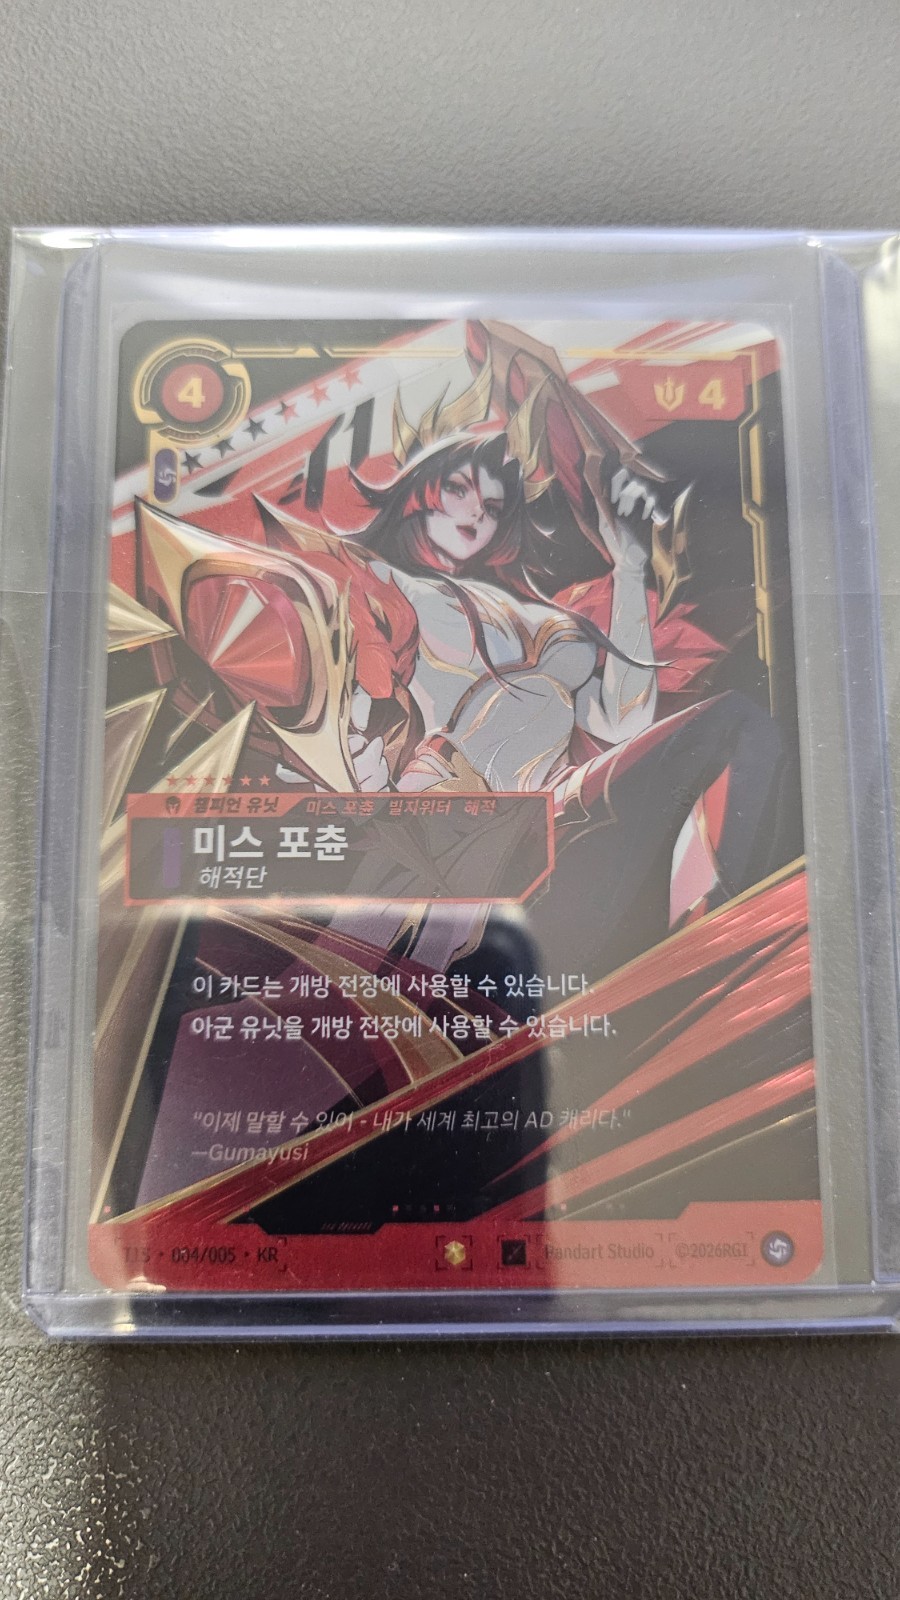 4
4
챔피언 유닛 미스 포츈 빌지워터 해적
미스 포츈
해적단
이 카드는 개방 전장에 사용할 수 있습니다.
아군 유닛을 개방 전장에 사용할 수 있습니다.
"이제 말할 수 있어 - 내가 세계 최고의 AD 캐리다."
—Gumayusi
• 004/005 • KR
Pandart Studio ©2026RGI